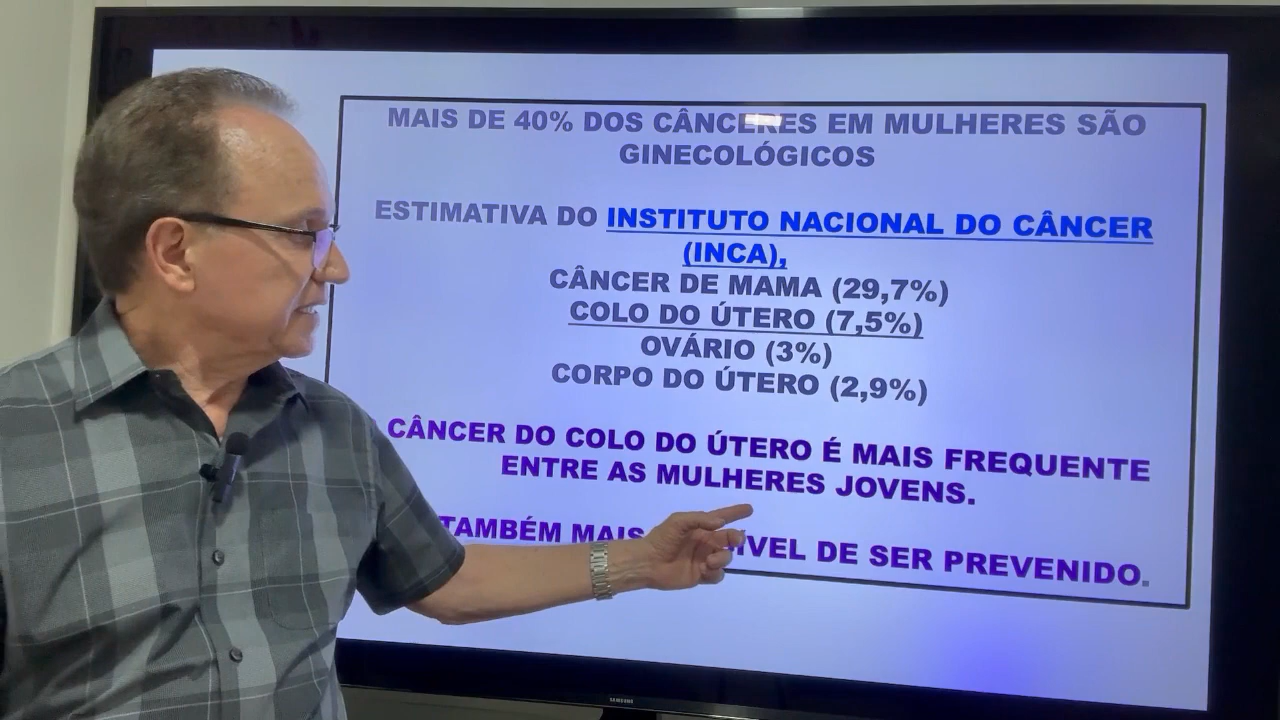 MAIS DE 40% DOS CÂNCERES EM MULHERES SÃO
GINECOLÓGICOS
ESTIMATIVA DO INSTITUTO NACIONAL DO CÂNCER
(INCA),
CÂNCER DE MAMA (29,7%)
COLO DO ÚTERO (7,5%)
OVÁRIO (3%)
CORPO DO ÚTERO (2,9%)
CÂNCER DO COLO DO ÚTERO É MAIS FREQUENTE
ENTRE AS MULHERES JOVENS.
TAMBÉM MAIS DE SER PREVENIDO.
SAMSUNG